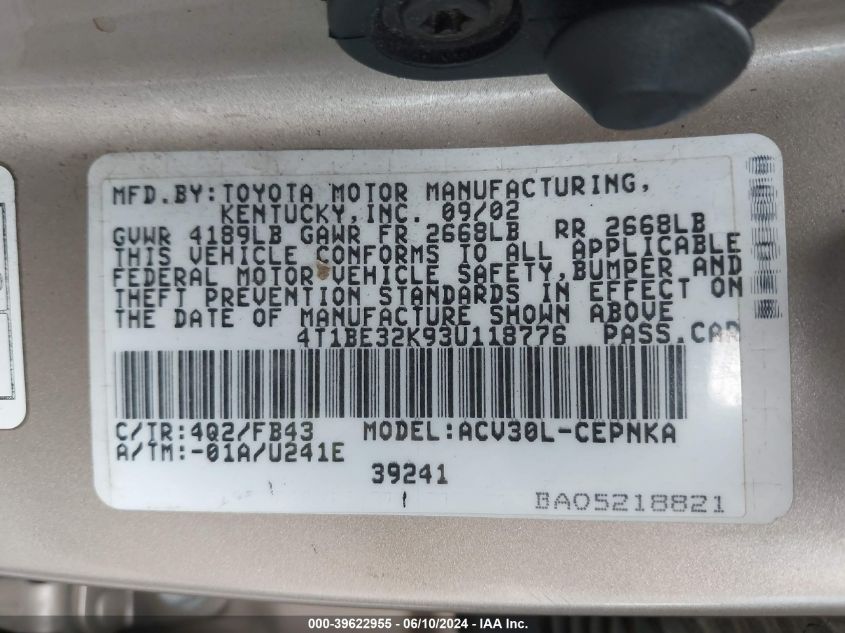 MFD.BY:TOYOTA MOTOR MANUFACTURING,
KENTUCKY,INC. 09/02
GVWR 4189LB GAWR FR 2668LB RR 2668LB
THIS VEHICLE CONFORMS TO ALL APPLICABLE
FEDERAL MOTOR VEHICLE SAFETY,BUMPER AND
THEFT PREVENTION STANDARDS IN EFFECT ON
THE DATE OF MANUFACTURE SHOWN ABOVE
4T1BE32K93U118776 PASS.CAR
C/TR:4Q2/FB43 MODEL:ACV30L-CEPNKA
A/TM:-01A/U241E
39241
BA05218821
000-39622955 - 06/10/2024 - IAA Inc.